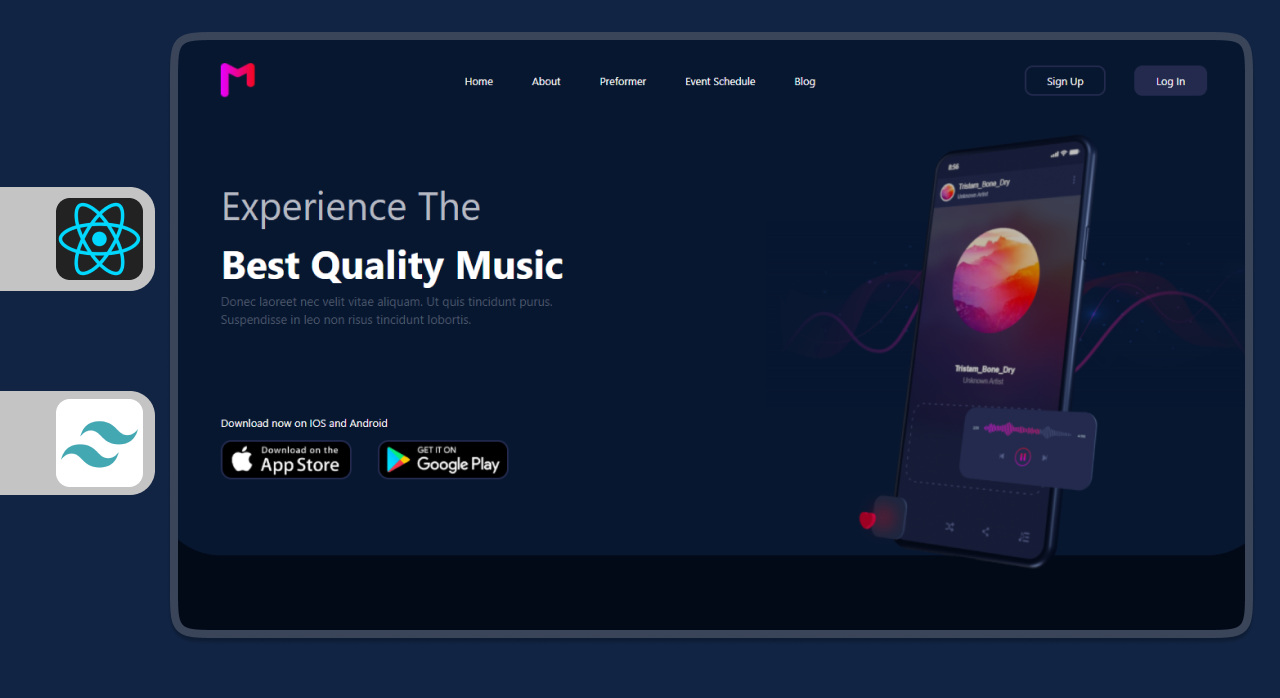 Home About Preformer Event Schedule Blog Sign Up Log In
8:56
Tristam_Bone_Dry
Unknown Artist
Experience The
Best Quality Music
Donec laoreet nec velit vitae aliquam. Ut quis tincidunt purus.
Suspendisse in leo non risus tincidunt lobortis.
Tristam_Bone_Dry
Unknown Artist
Download now on IOS and Android
Download on the
App Store
GET IT ON
Google Play